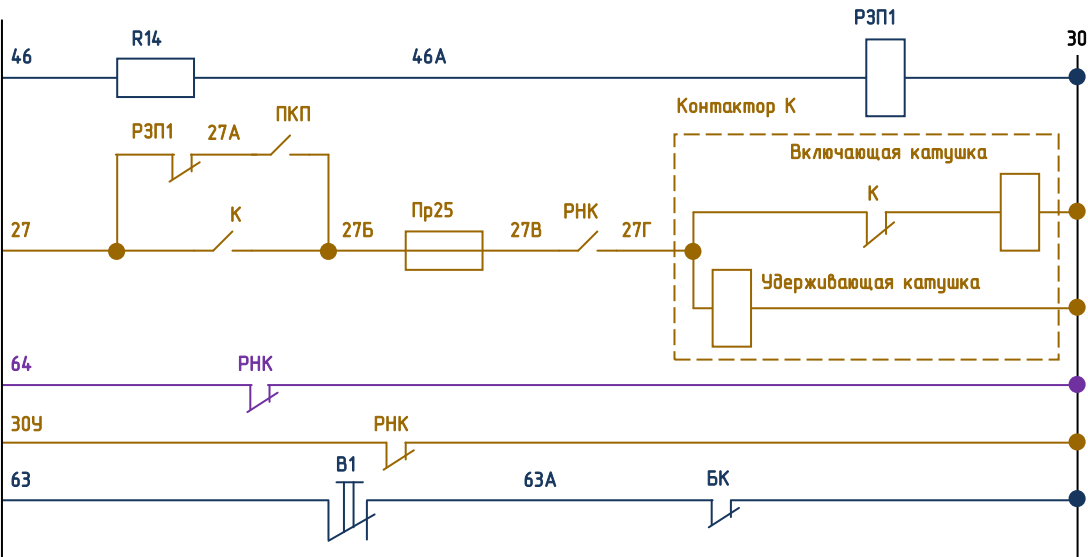 РЗП1
R14
30
46
46А
ПКП
Контактор К
РЗП1
27А
Включающая катушка
К
К
Пр25
РНК
27
27Б
27В
27Г
Удерживающая катушка
64
РНК
30У
РНК
В1
63
63А
БК